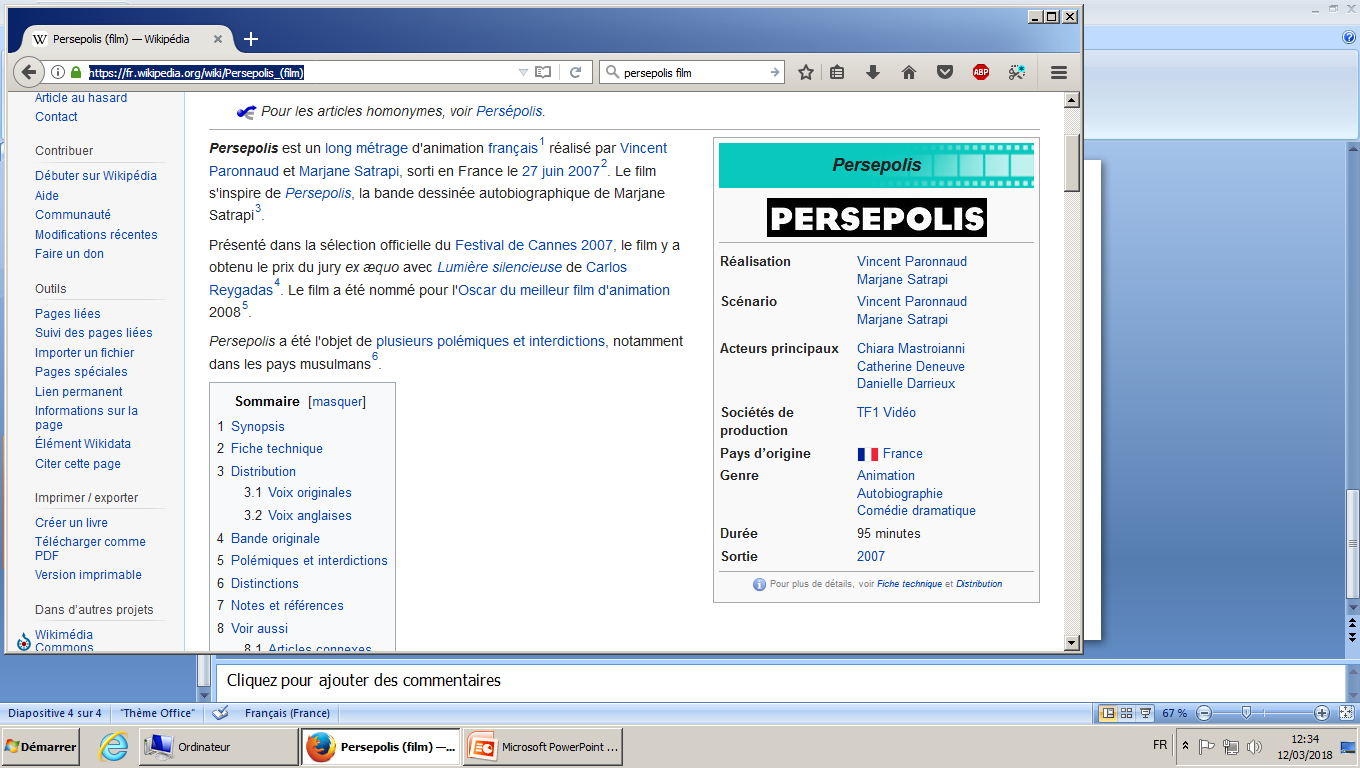 Persepolis (film) — Wikipédia
https://fr.wikipedia.org/wiki/Persepolis_(film)
persepolis film
ABP
Article au hasard
Contact
Contribuer
Débuter sur Wikipédia
Aide
Communauté
Modifications récentes
Faire un don
Outils
Pages liées
Suivi des pages liées
Importer un fichier
Pages spéciales
Lien permanent
Informations sur la
page
Élément Wikidata
Citer cette page
Imprimer / exporter
Créer un livre
Télécharger comme
PDF
Version imprimable
Dans d'autres projets
Wikimédia
Commons
Pour les articles homonymes, voir Persépolis.
Persepolis est un long métrage d'animation français1 réalisé par Vincent
Paronnaud et Marjane Satrapi, sorti en France le 27 juin 20072. Le film
s'inspire de Persepolis, la bande dessinée autobiographique de Marjane
Satrapi3.
Présenté dans la sélection officielle du Festival de Cannes 2007, le film y a
obtenu le prix du jury ex æquo avec Lumière silencieuse de Carlos
Reygadas4. Le film a été nommé pour l'Oscar du meilleur film d'animation
20085.
Persepolis a été l'objet de plusieurs polémiques et interdictions, notamment
dans les pays musulmans6.
Sommaire [masquer]
1 Synopsis
2 Fiche technique
3 Distribution
3.1 Voix originales
3.2 Voix anglaises
4 Bande originale
5 Polémiques et interdictions
6 Distinctions
7 Notes et références
8 Voir aussi
8.1 Articles connexes
Persepolis
PERSEPOLIS
Réalisation Vincent Paronnaud
Marjane Satrapi
Scénario Vincent Paronnaud
Marjane Satrapi
Acteurs principaux Chiara Mastroianni
Catherine Deneuve
Danielle Darrieux
Sociétés de TF1 Vidéo
production
Pays d'origine France
Genre Animation
Autobiographie
Comédie dramatique
Durée 95 minutes
Sortie 2007
Pour plus de détails, voir Fiche technique et Distribution
Cliquez pour ajouter des commentaires
Diapositive 4 sur 4 "Thème Office" Français (France) 67 %
Démarrer Ordinateur Persepolis (film) —... Microsoft PowerPoint ... FR 12:34
12/03/2018